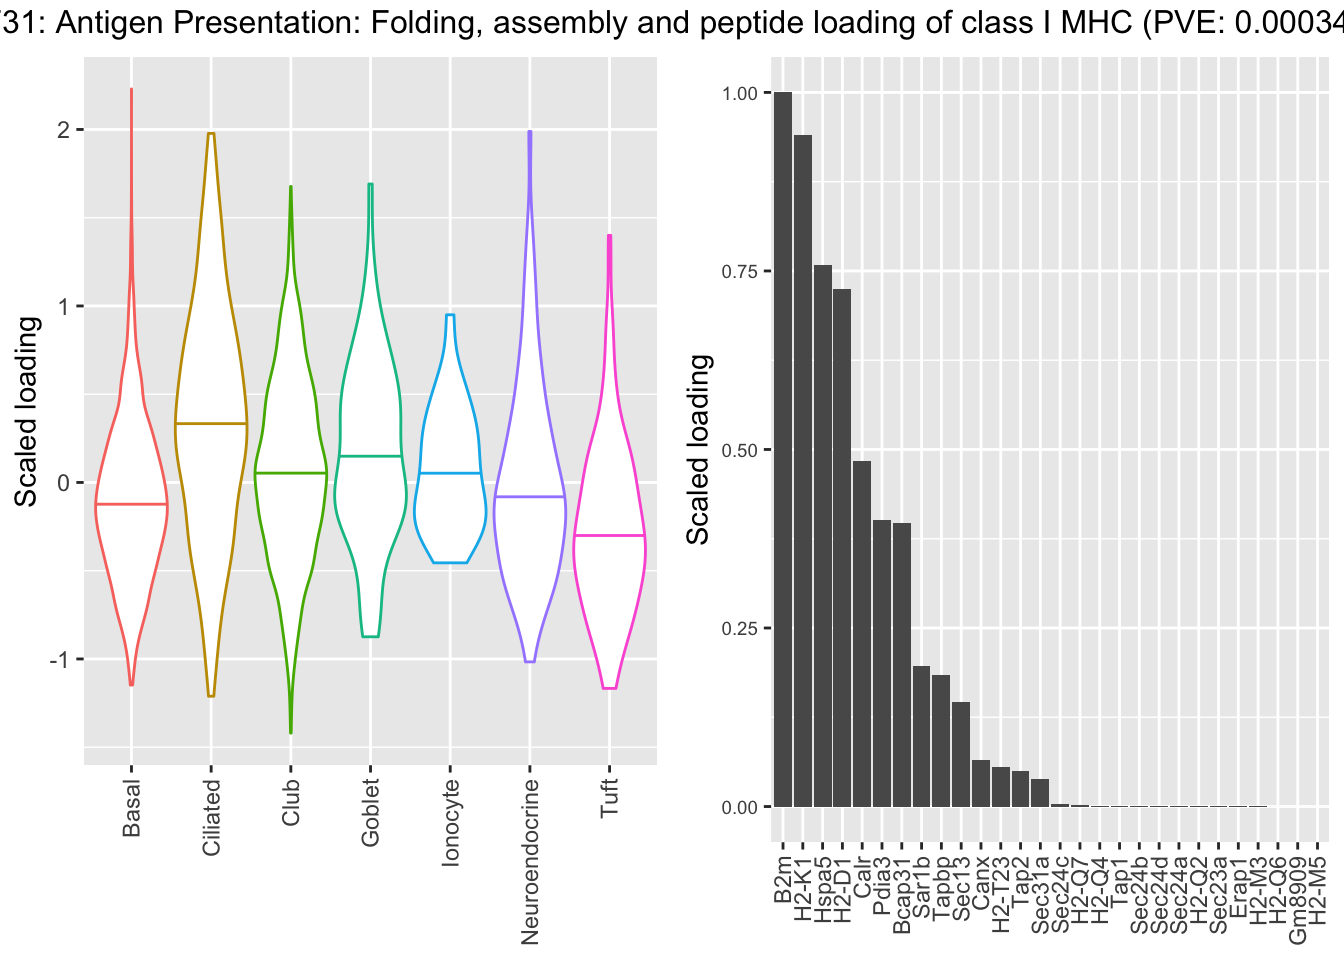 31: Antigen Presentation: Folding, assembly and peptide loading of class I MHC (PVE: 0.00034
Scaled loading
2
1
0
-1
Basal
Ciliated
Club
Goblet
Ionocyte
Neuroendocrine
Tuft
Scaled loading
1.00
0.75
0.50
0.25
0.00
B2m
H2-K1
Hspa5
H2-D1
Calr
Pdia3
Bcap31
Sar1b
Tapbp
Sec13
Canx
H2-T23
Tap2
Sec31a
Sec24c
H2-Q7
H2-Q4
Tap1
Sec24b
Sec24d
Sec24a
H2-Q2
Sec23a
Erap1
H2-M3
H2-Q6
Gm8909
H2-M5